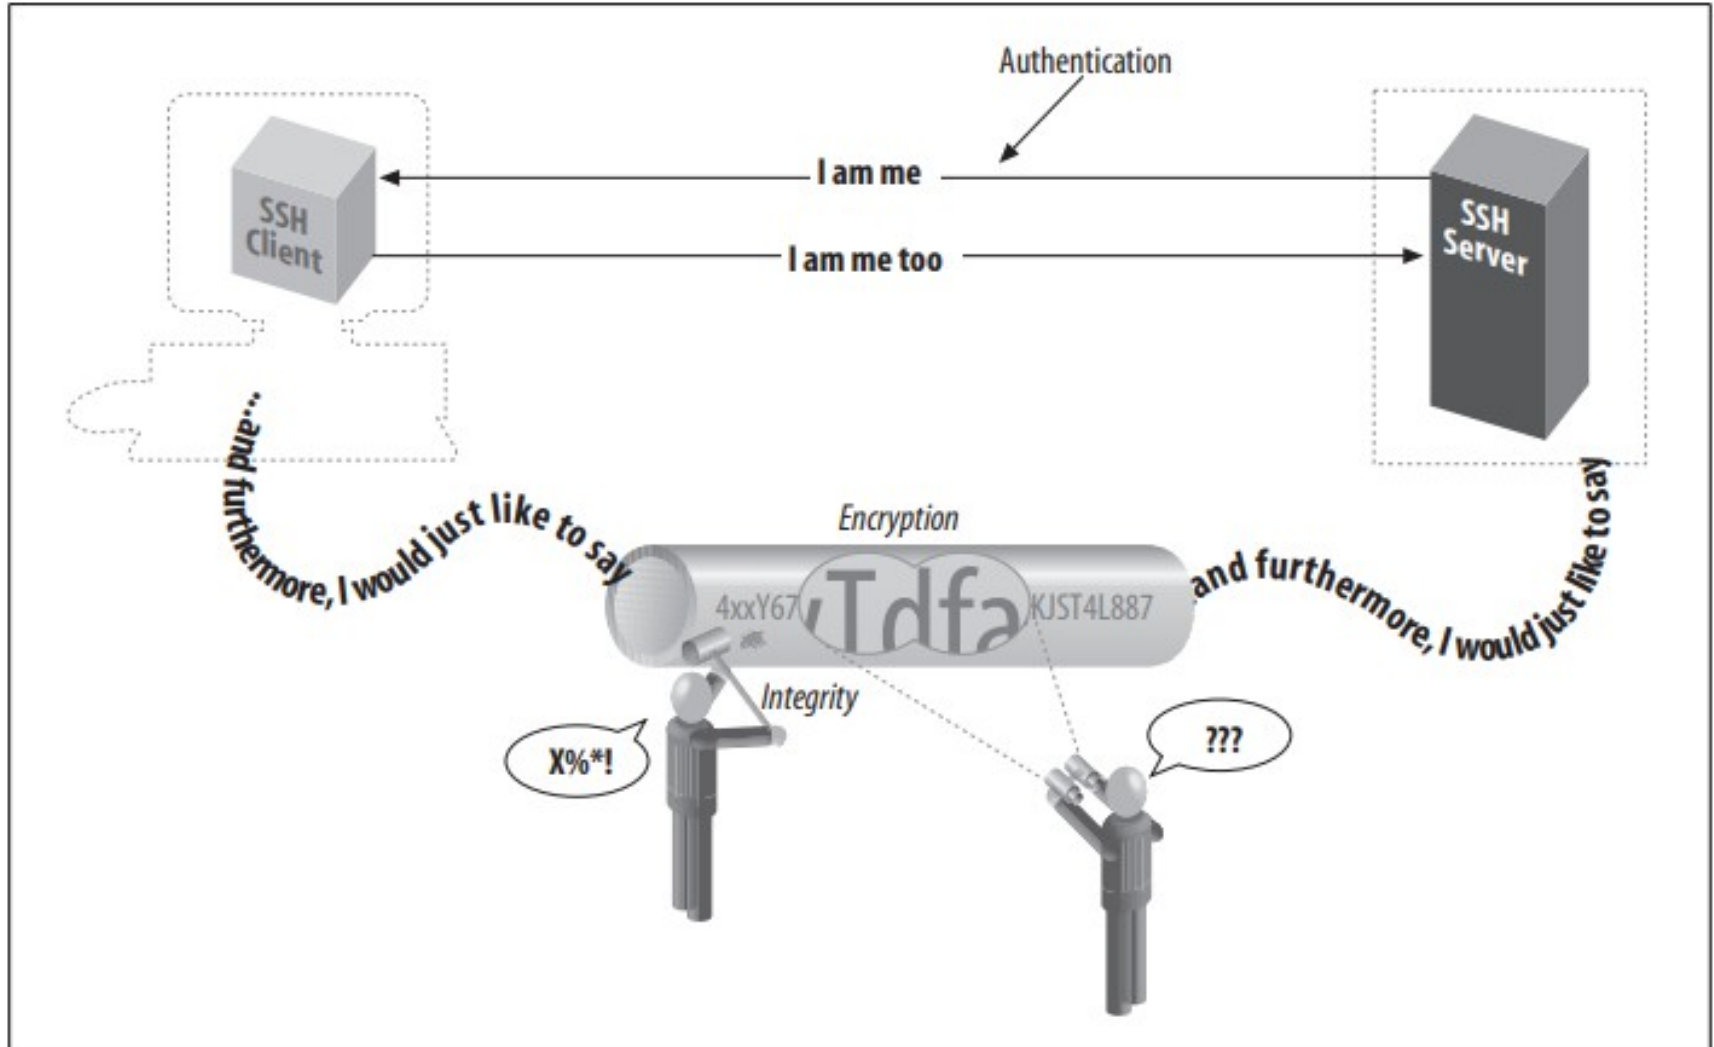 Authentication
I am me
SSH
Client
SSH
Server
I am me too
...and furthermore, I would just like to say
Encryption
4xxY67
yTdfa
KJST4L887
and furthermore, I would just like to say
Integrity
X%*!
???